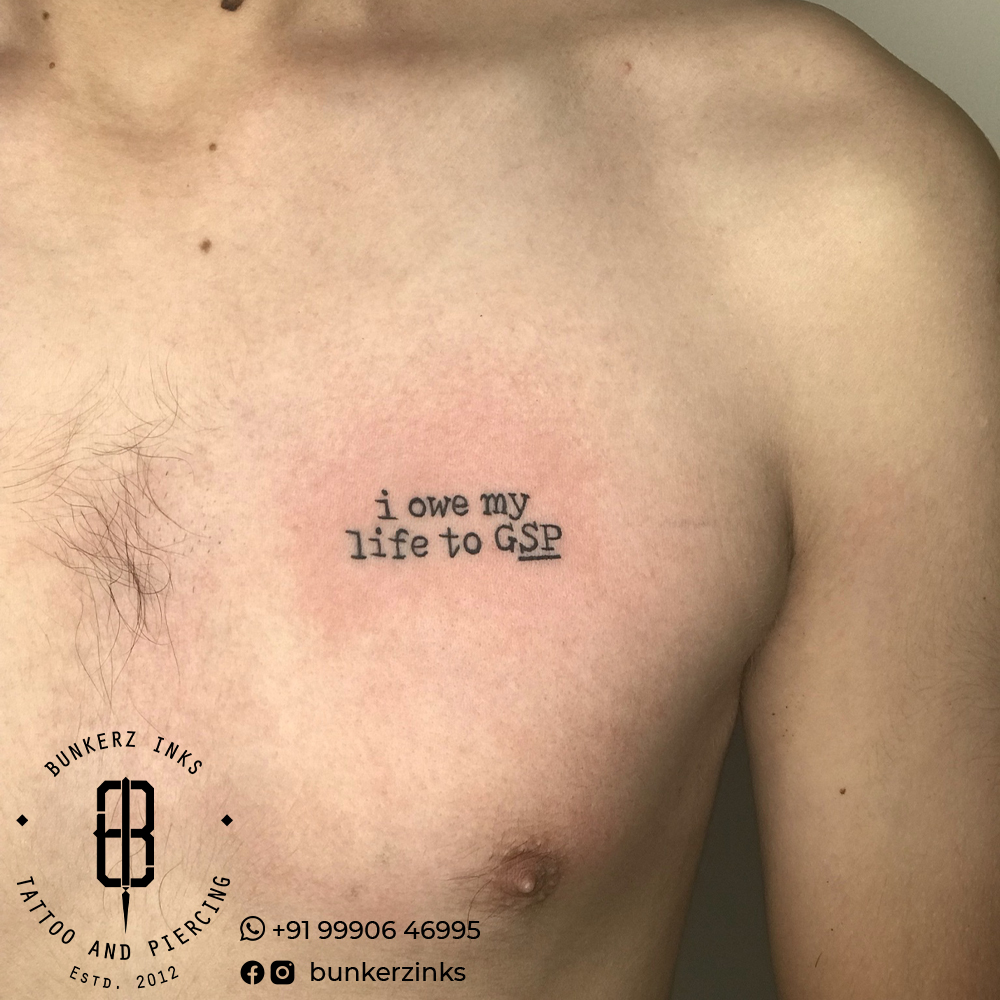 i owe my
life to GSP
BUNKERZ INKS
TATTOO AND PIERCING
ESTD. 2012
+91 99906 46995
bunkerzinks